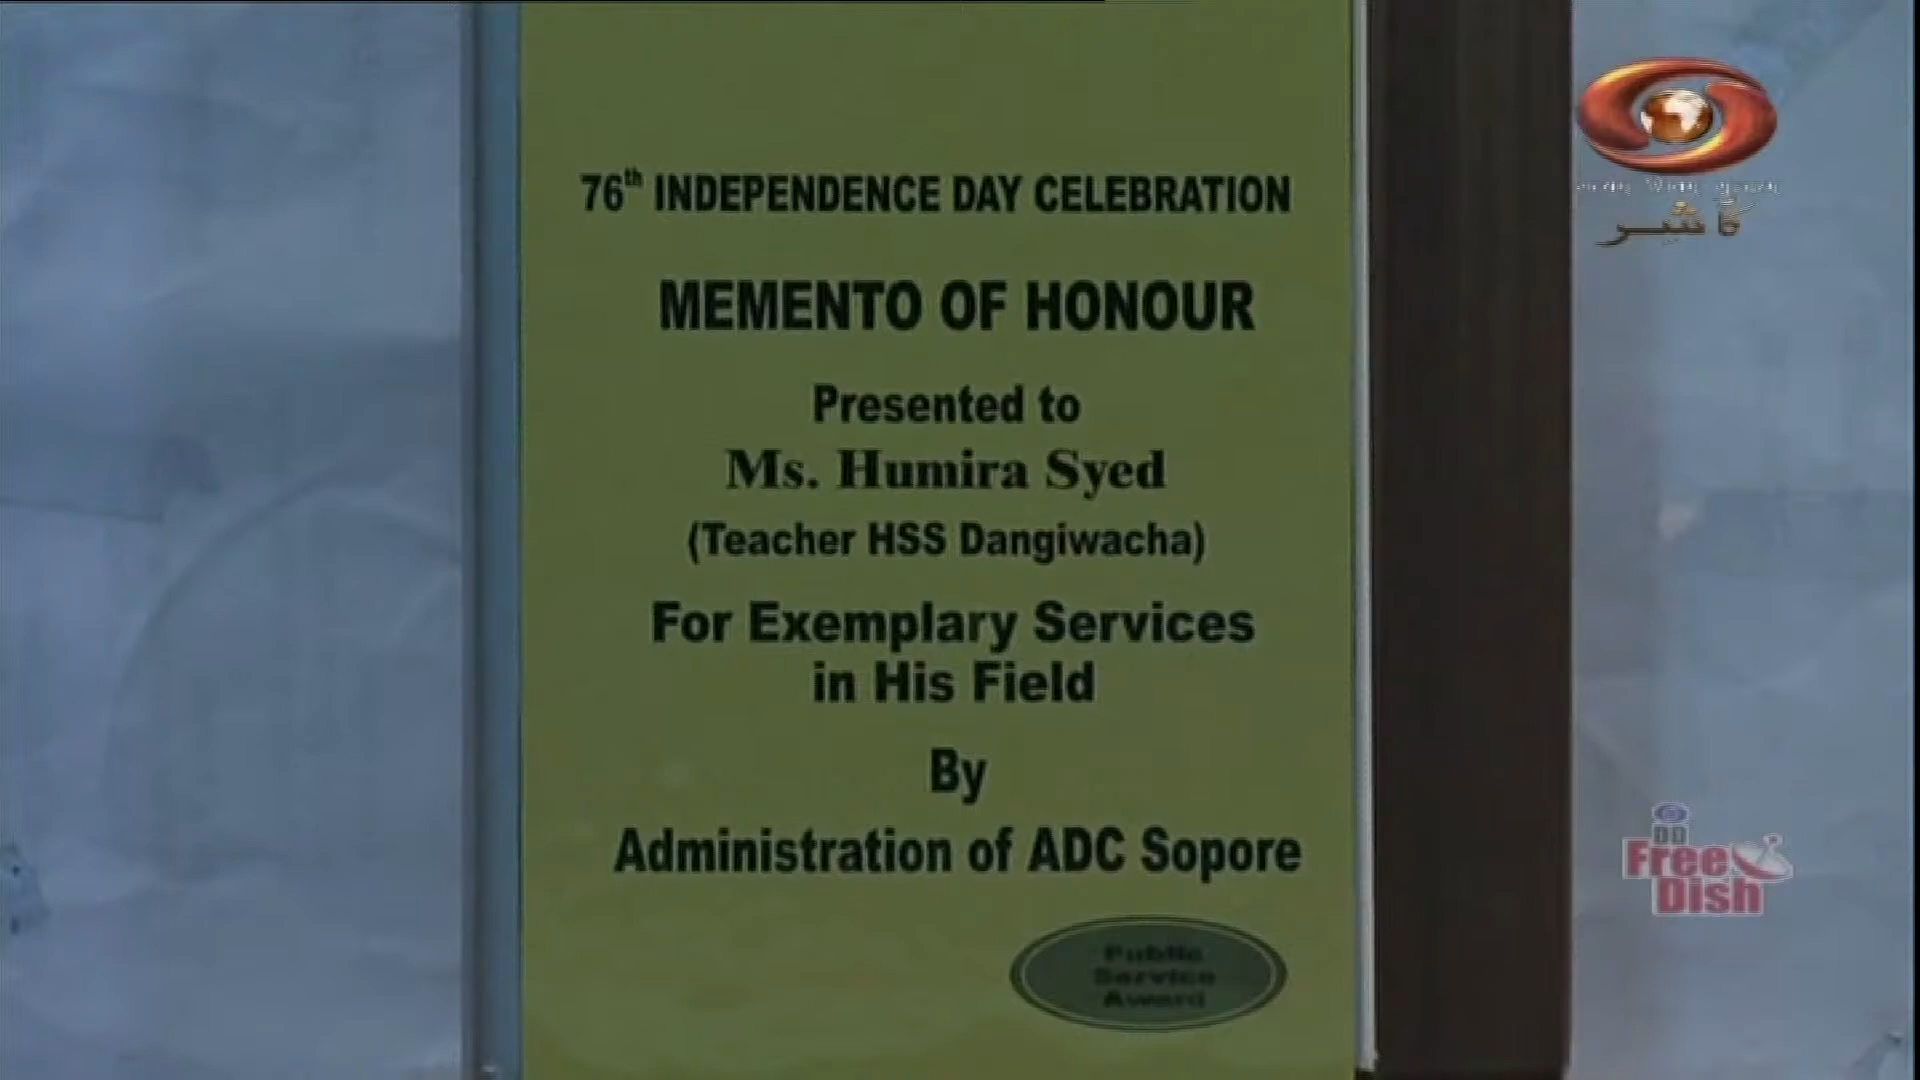 76th INDEPENDENCE DAY CELEBRATION
MEMENTO OF HONOUR
Presented to
Ms. Humira Syed
(Teacher HSS Dangiwacha)
For Exemplary Services
in His Field
By
Administration of ADC Sopore
Public
Service
Award
کٲشُر
DD
Free
Dish